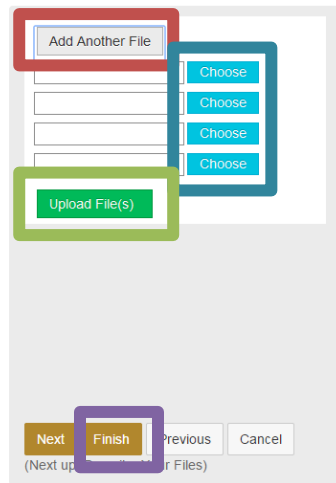 Add Another File
Choose
Choose
Choose
Choose
Upload File(s)
Next Finish Previous Cancel
(Next up Files)